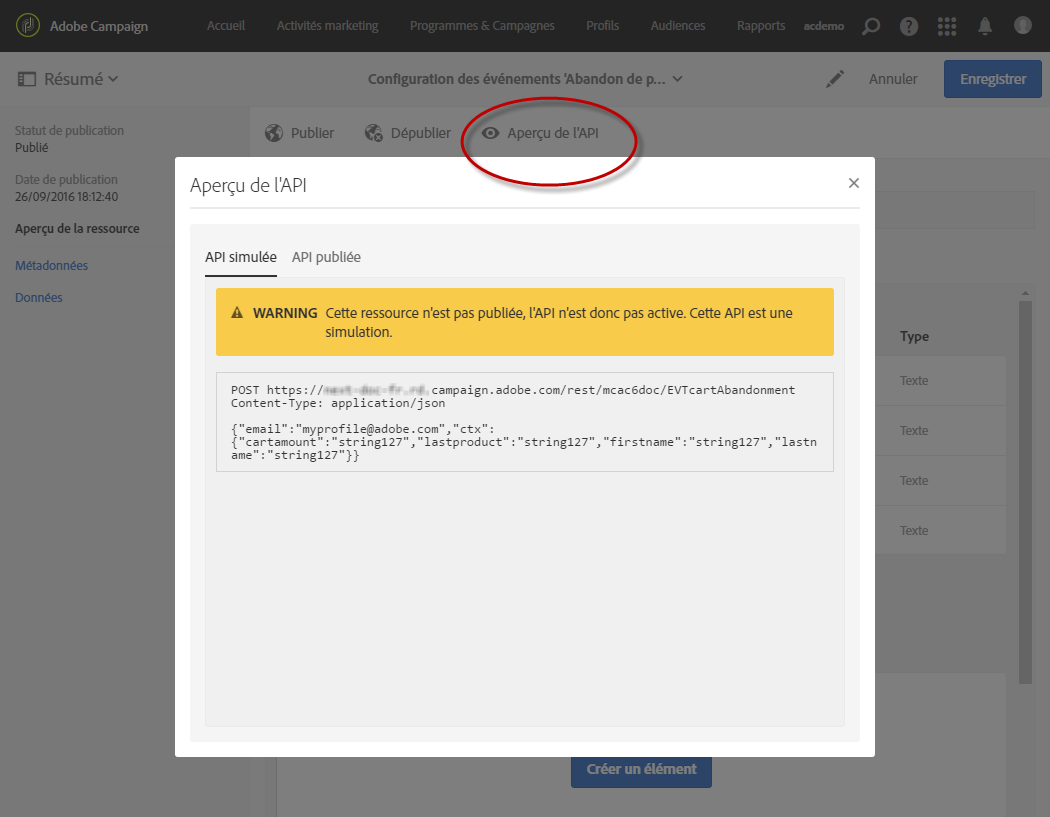 Adobe Campaign
Accueil
Activités marketing
Programmes & Campagnes
Profils
Audiences
Rapports
acdemo
Résumé
Configuration des événements 'Abandon de p...
Annuler
Enregistrer
Statut de publication
Publié
Date de publication
26/09/2016 18:12:40
Aperçu de la ressource
Métadonnées
Données
Publier
Dépublier
Aperçu de l'API
Aperçu de l'API
API simulée
API publiée
WARNING Cette ressource n'est pas publiée, l'API n'est donc pas active. Cette API est une
simulation.
POST https:// .campaign.adobe.com/rest/mcac6doc/EVTcartAbandonment
Content-Type: application/json
{"email":"myprofile@adobe.com","ctx":
{"cartamount":"string127","lastproduct":"string127","firstname":"string127","lastn
ame":"string127"}}
Type
Texte
Texte
Texte
Texte
Créer un élément